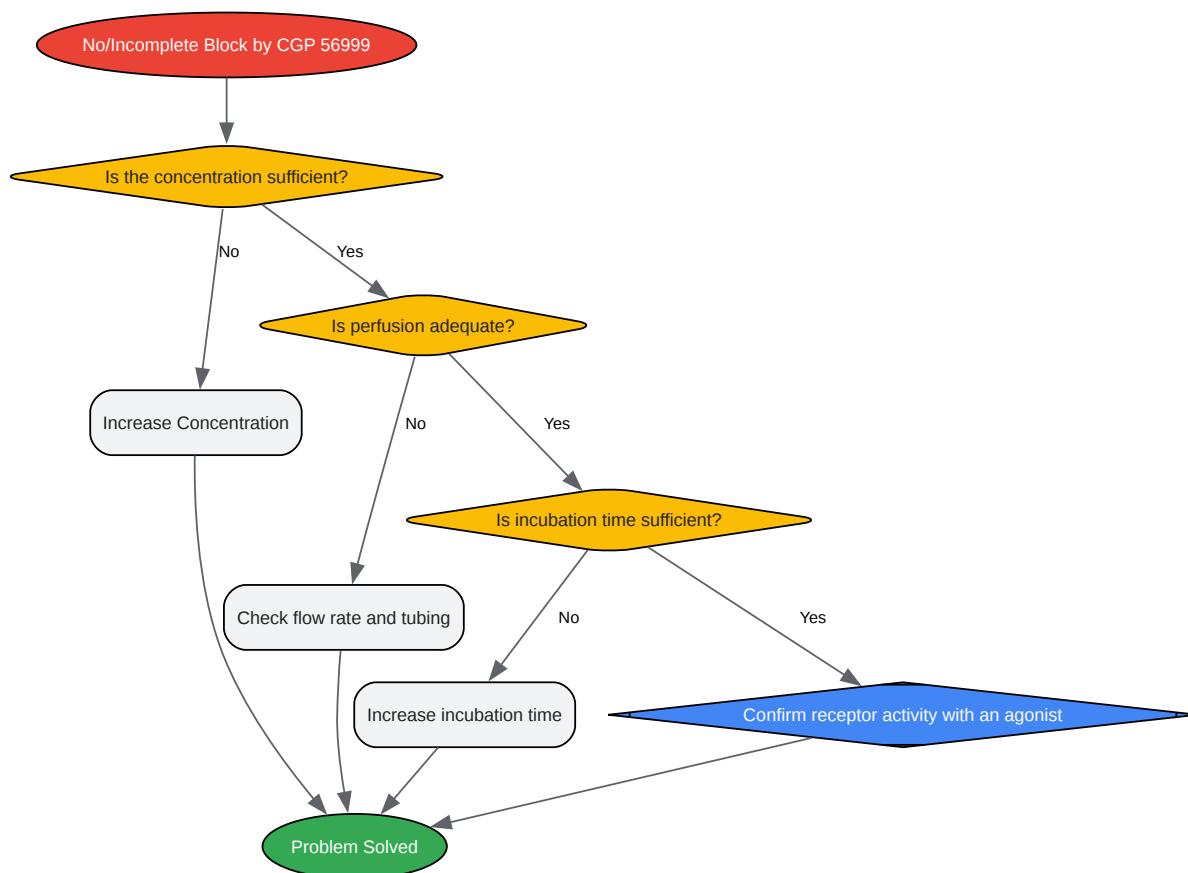 No/Incomplete Block by CGP 56999
Is the concentration sufficient?
No
Yes
Is perfusion adequate?
Increase Concentration
No
Yes
Is incubation time sufficient?
Check flow rate and tubing
No
Yes
Increase incubation time
Confirm receptor activity with an agonist
Problem Solved